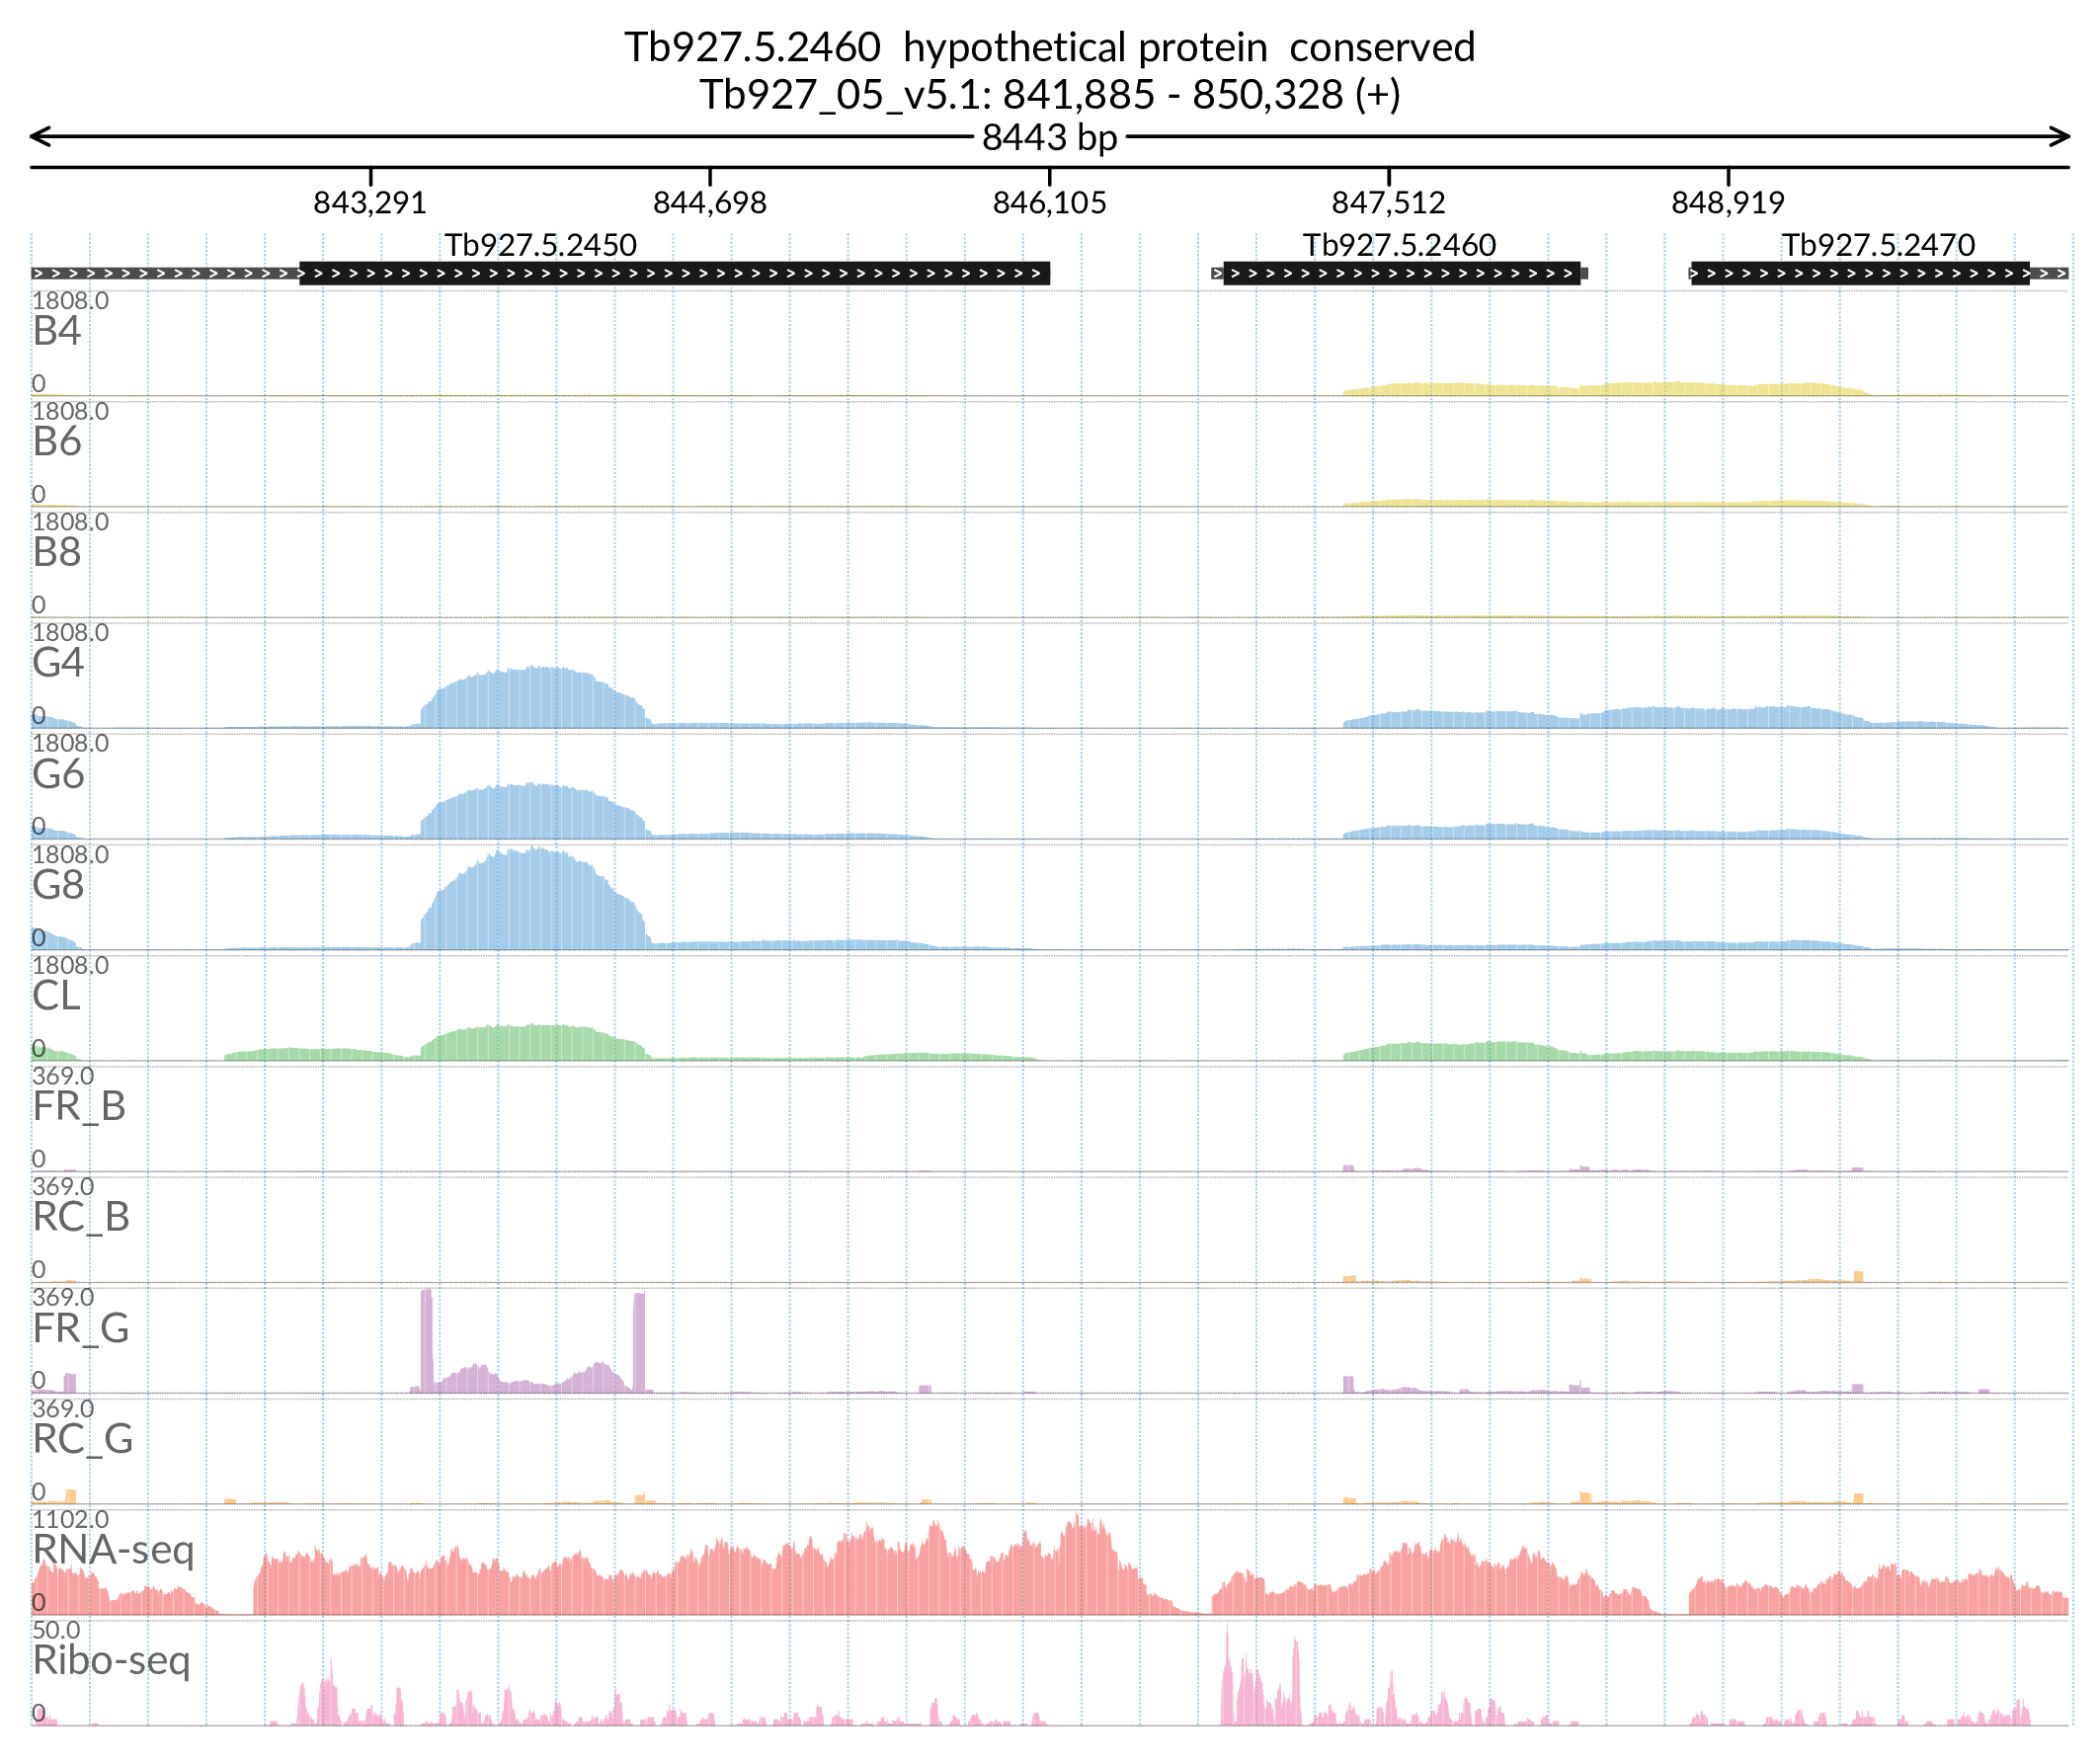 Tb927.5.2460 hypothetical protein conserved
Tb927_05_v5.1: 841,885 - 850,328 (+)
8443 bp
843,291 844,698 846,105 847,512 848,919
Tb927.5.2450 Tb927.5.2460 Tb927.5.2470
1808.0
B4
0
1808.0
B6
0
1808.0
B8
0
1808.0
G4
0
1808.0
G6
0
1808.0
G8
0
1808.0
CL
0
369.0
FR_B
0
369.0
RC_B
0
369.0
FR_G
0
369.0
RC_G
0
1102.0
RNA-seq
0
50.0
Ribo-seq
0